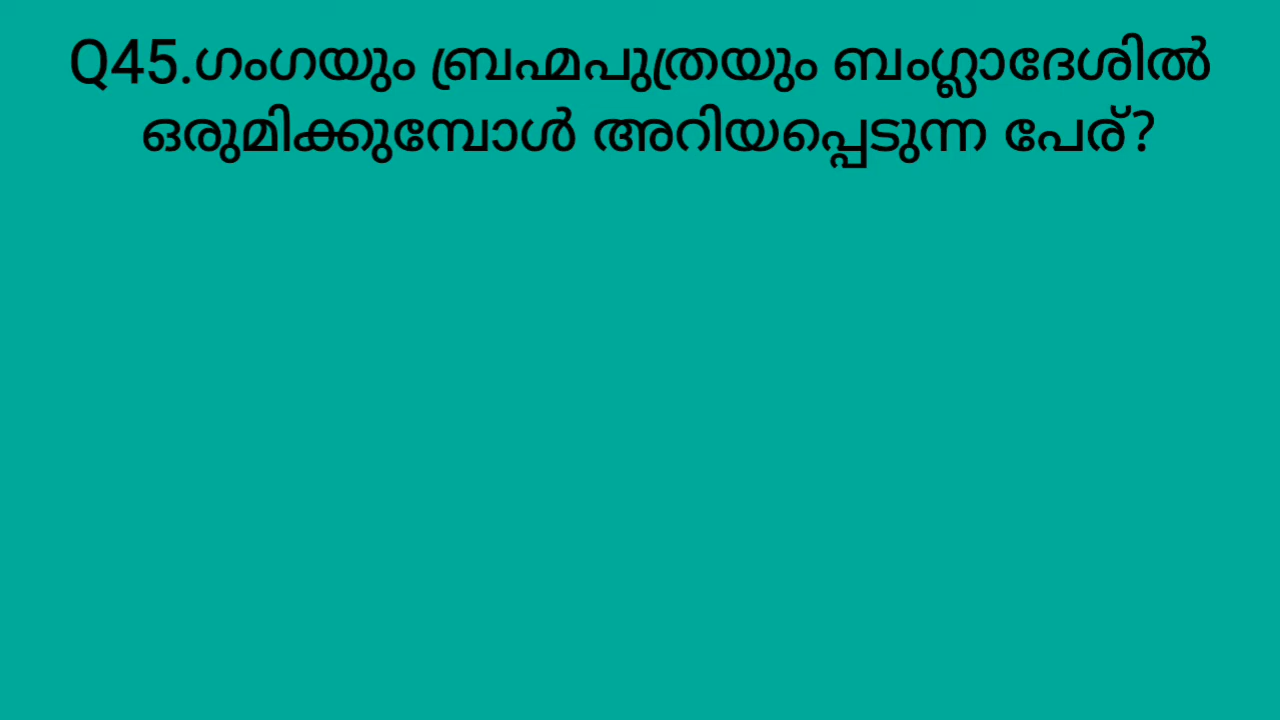 Q45.ഗംഗയും ബ്രഹ്മപുത്രയും ബംഗ്ലാദേശിൽ
ഒരുമിക്കുമ്പോൾ അറിയപ്പെടുന്ന പേര്?